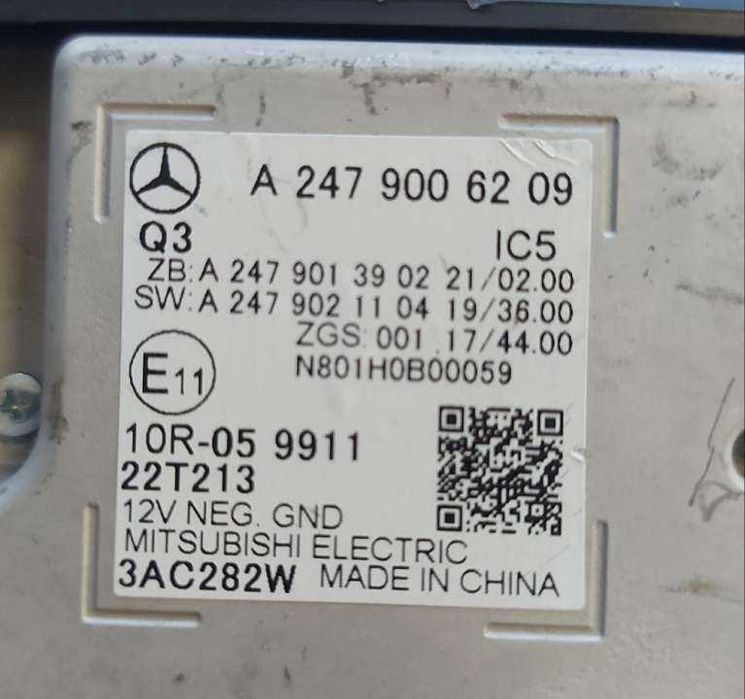 A 247 900 62 09
Q3 IC5
ZB: A 247 901 39 02 21/02.00
SW: A 247 902 11 04 19/36.00
ZGS: 001 17/44.00
N801H0B00059
E11
10R-05 9911
22T213
12V NEG. GND
MITSUBISHI ELECTRIC
3AC282W MADE IN CHINA